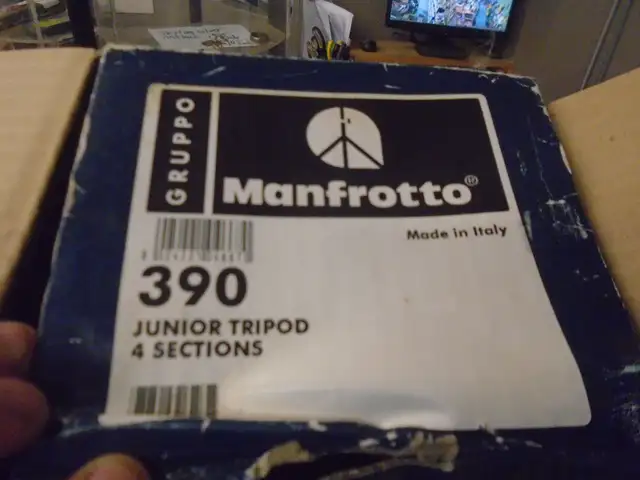 GRUPPO
Manfrotto®
Made in Italy
390
JUNIOR TRIPOD
4 SECTIONS